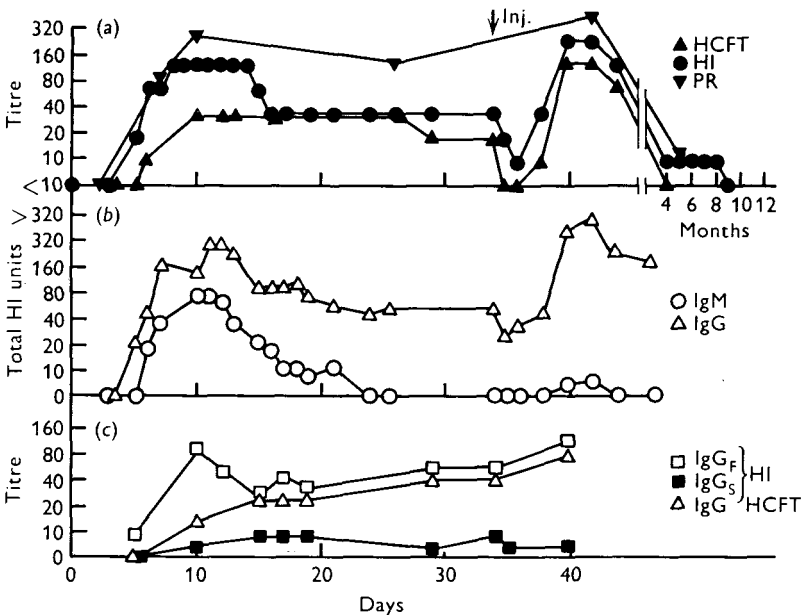 (a)
Inj.
Titre
320
160
80
40
20
10
<10
HCFT
HI
PR
4 6 8 10 12
Months
(b)
Total HI units
> 320
320
160
80
40
20
10
0
IgM
IgG
(c)
Titre
160
80
40
20
10
0
IgGF
IgGS
HI
IgG HCFT
0 10 20 30 40
Days